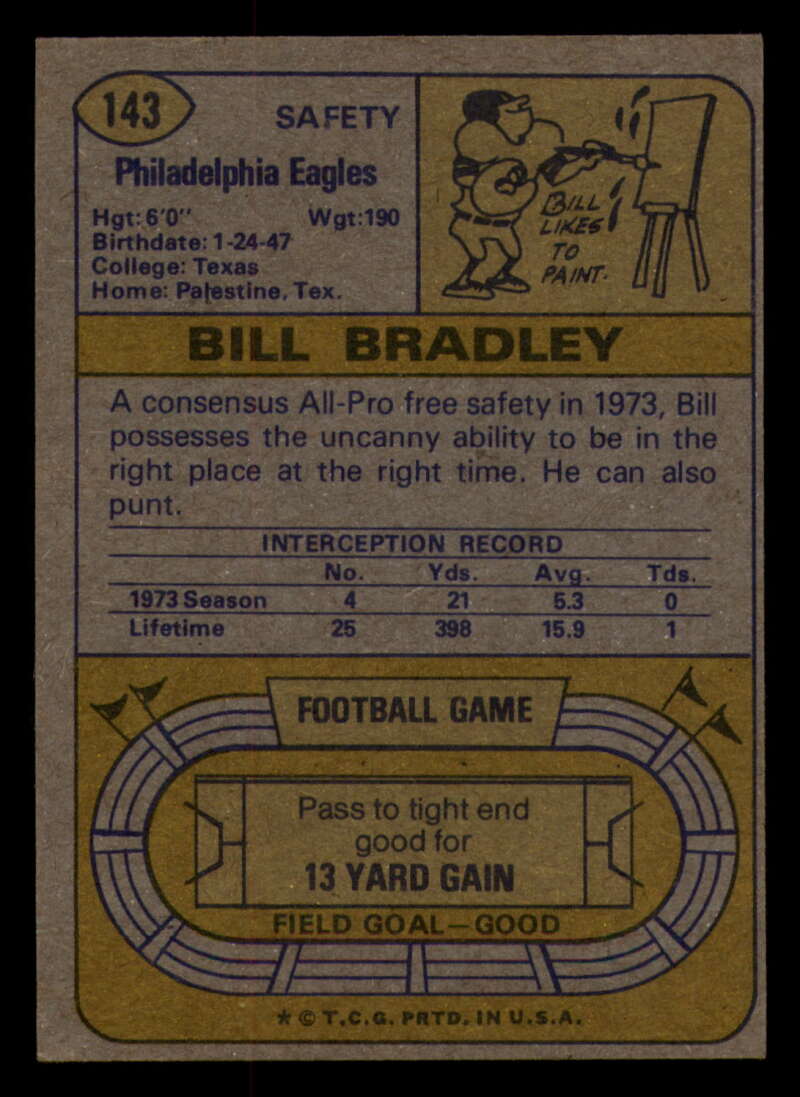 143
SAFETY
Philadelphia Eagles
Hgt: 6'0" Wgt: 190
Birthdate: 1-24-47
College: Texas
Home: Palestine, Tex.
BILL
LIKES
TO
PAINT.
BILL BRADLEY
A consensus All-Pro free safety in 1973, Bill
possesses the uncanny ability to be in the
right place at the right time. He can also
punt.
INTERCEPTION RECORD
No. Yds. Avg. Tds.
1973 Season 4 21 5.3 0
Lifetime 25 398 15.9 1
FOOTBALL GAME
Pass to tight end
good for
13 YARD GAIN
FIELD GOAL—GOOD
* © T.C.G. PRTD. IN U.S.A.